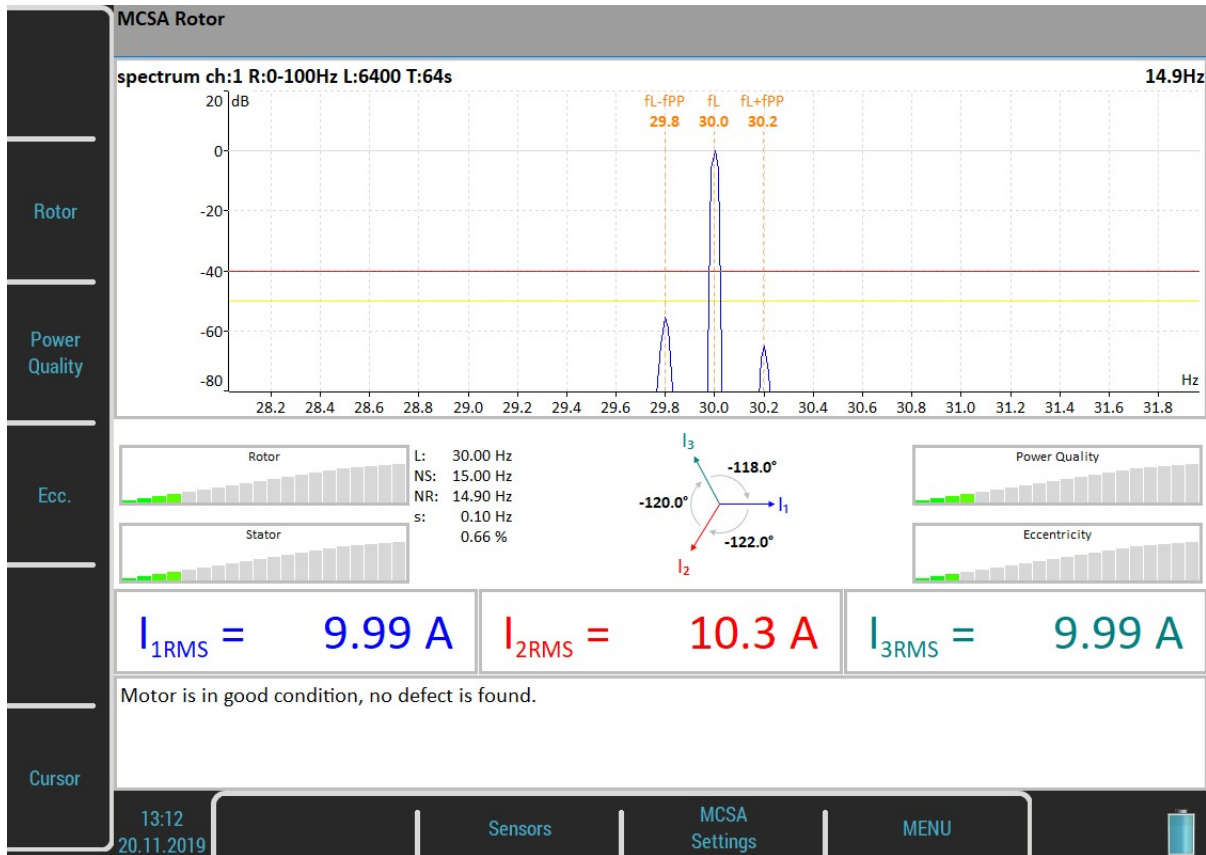 MCSA Rotor
spectrum ch:1 R:0-100Hz L:6400 T:64s 14.9Hz
20 dB
fL-fPP fL fL+fPP
29.8 30.0 30.2
0
-20
-40
-60
-80
Hz
28.2 28.4 28.6 28.8 29.0 29.2 29.4 29.6 29.8 30.0 30.2 30.4 30.6 30.8 31.0 31.2 31.4 31.6 31.8
Rotor
Power
Quality
Ecc.
Cursor
Rotor
Stator
L: 30.00 Hz
NS: 15.00 Hz
NR: 14.90 Hz
s: 0.10 Hz
0.66 %
I3
-118.0°
-120.0°
I1
-122.0°
I2
Power Quality
Eccentricity
I1RMS = 9.99 A
I2RMS = 10.3 A
I3RMS = 9.99 A
Motor is in good condition, no defect is found.
13:12
20.11.2019
Sensors
MCSA
Settings
MENU